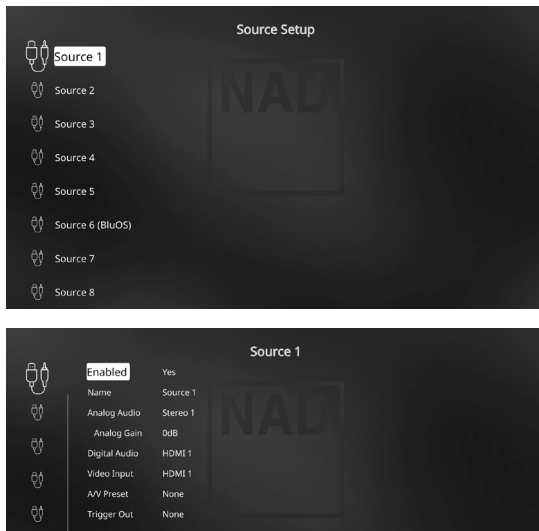 Source Setup
Source 1
Source 2
Source 3
Source 4
Source 5
Source 6 (BluOS)
Source 7
Source 8
NAD
Source 1
Enabled Yes
Name Source 1
Analog Audio Stereo 1
Analog Gain 0dB
Digital Audio HDMI 1
Video Input HDMI 1
A/V Preset None
Trigger Out None
NAD